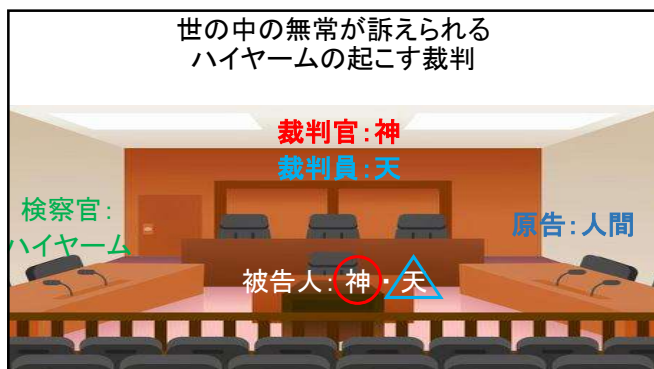 世の中の無常が訴えられる
ハイヤームの起こす裁判
裁判官：神
裁判員：天
検察官：
ハイヤーム
原告：人間
被告人：神・天